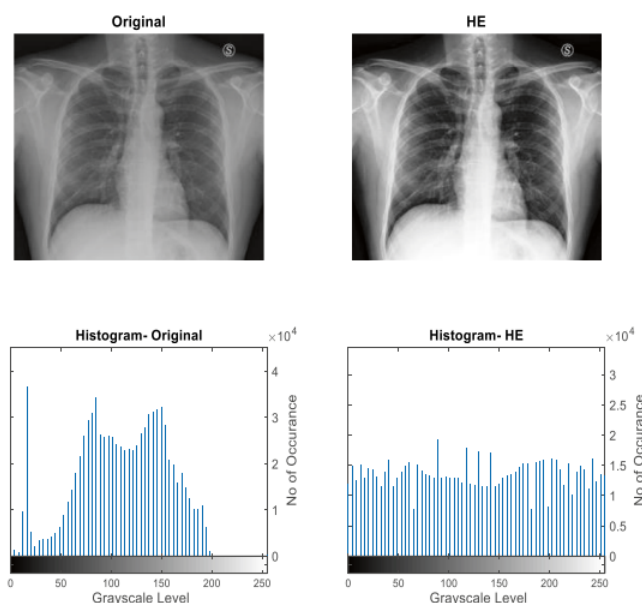 Original
HE
S
S
Histogram- Original
×10⁴
4
3
2
1
0
No of Occurance
0 50 100 150 200 250
Grayscale Level
Histogram- HE
×10⁴
3
2.5
2
1.5
1
0.5
0
No of Occurance
0 50 100 150 200 250
Grayscale Level